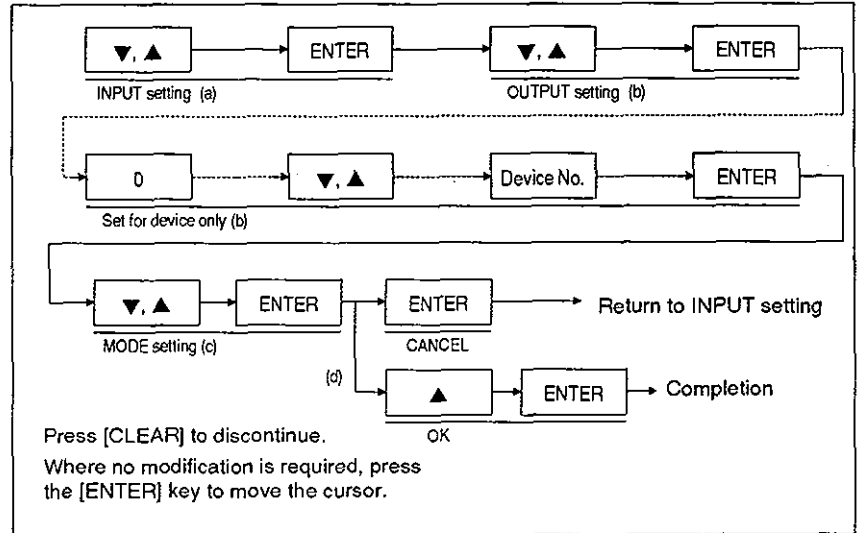 ▼, ▲ ENTER ▼, ▲ ENTER
INPUT setting (a) OUTPUT setting (b)
D ▼, ▲ Device No. ENTER
Set for device only (b)
▼, ▲ ENTER ENTER Return to INPUT setting
MODE setting (c) CANCEL
(d)
▲ ENTER Completion
OK
Press [CLEAR] to discontinue.
Where no modification is required, press
the [ENTER] key to move the cursor.